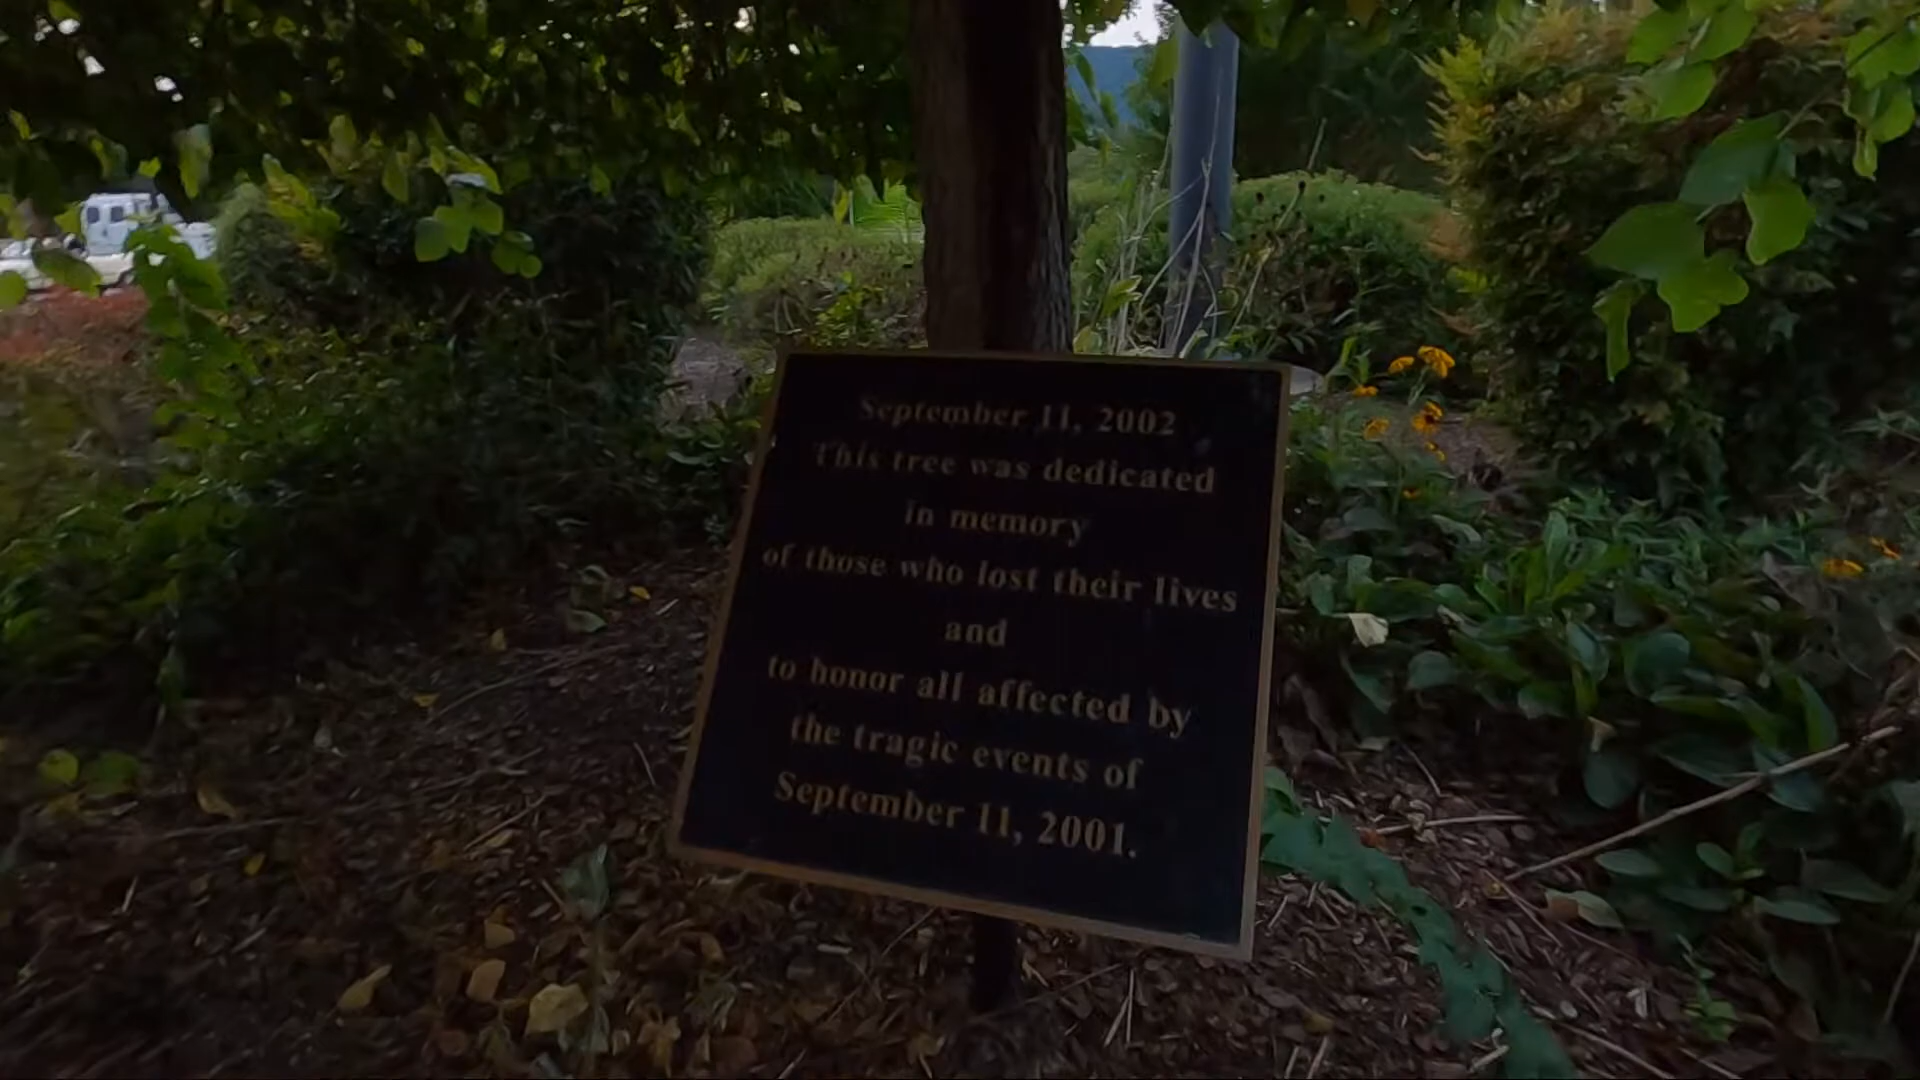 September 11, 2002
This tree was dedicated
in memory
of those who lost their lives
and
to honor all affected by
the tragic events of
September 11, 2001.